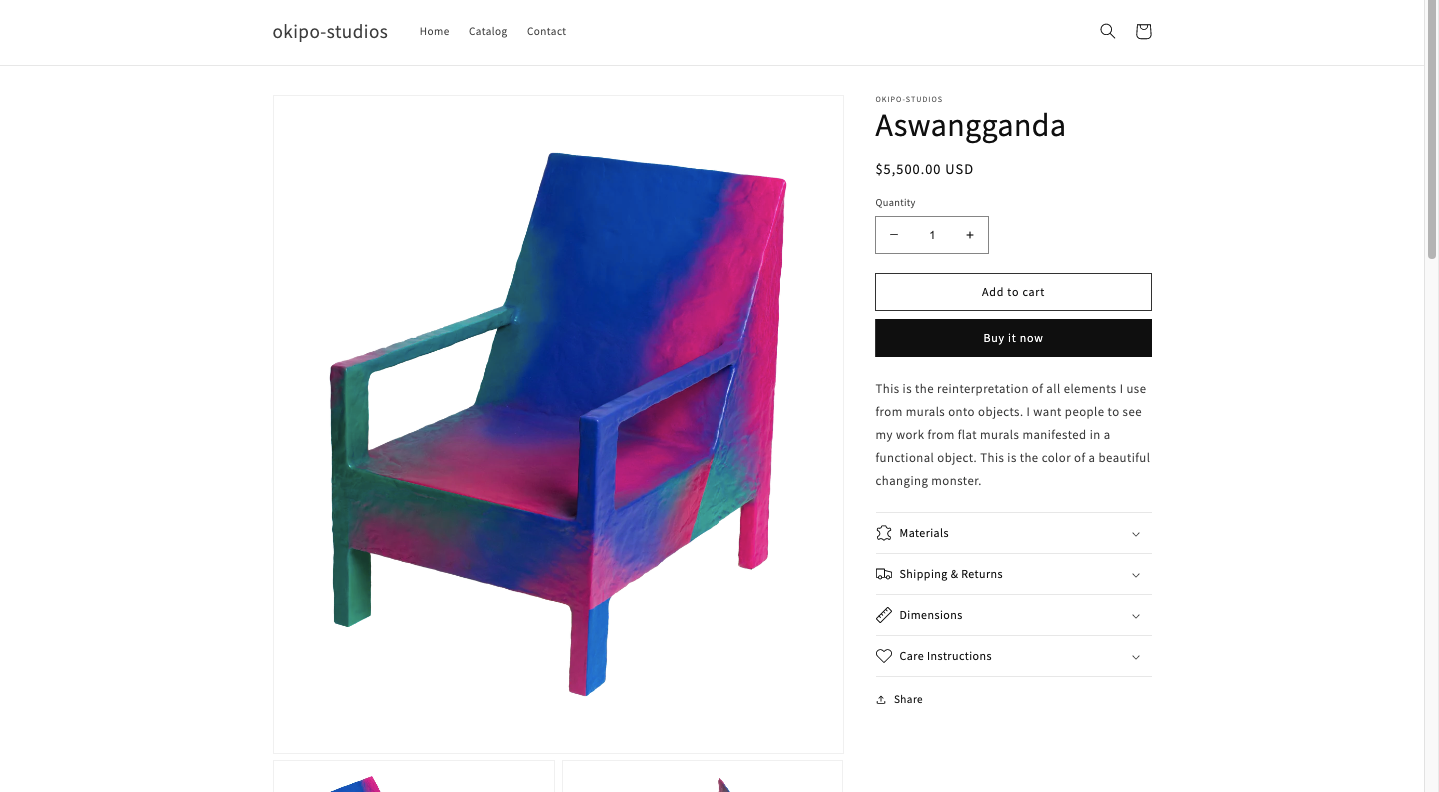 okipo-studios
Home
Catalog
Contact
OKIPO-STUDIOS
Aswangganda
$5,500.00 USD
Quantity
1
Add to cart
Buy it now
This is the reinterpretation of all elements I use
from murals onto objects. I want people to see
my work from flat murals manifested in a
functional object. This is the color of a beautiful
changing monster.
Materials
Shipping & Returns
Dimensions
Care Instructions
Share